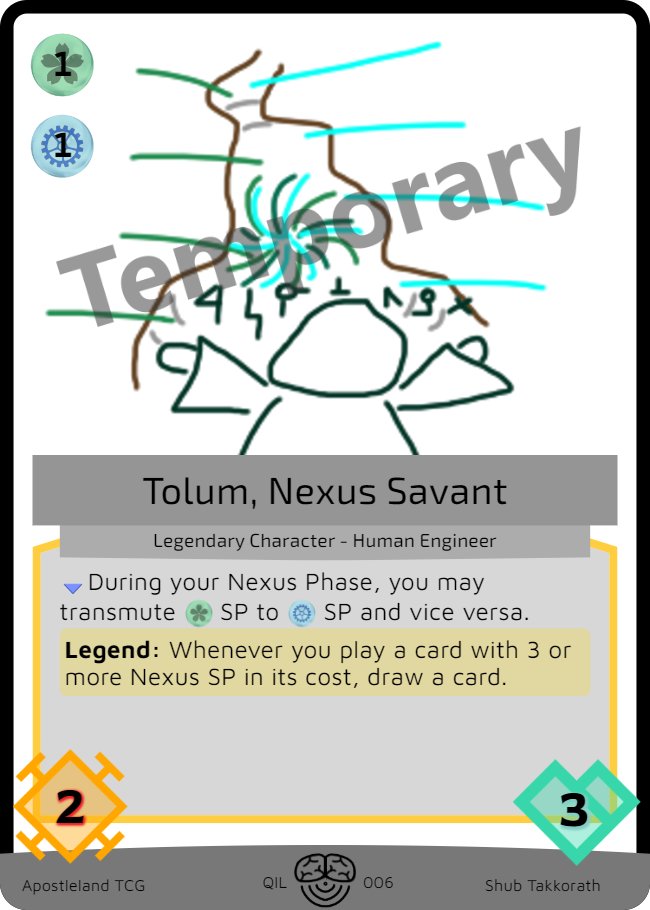 1
1
Temporary
Tolum, Nexus Savant
Legendary Character - Human Engineer
During your Nexus Phase, you may
transmute SP to SP and vice versa.
Legend: Whenever you play a card with 3 or
more Nexus SP in its cost, draw a card.
2
3
Apostleland TCG
QIL 006
Shub Takkorath